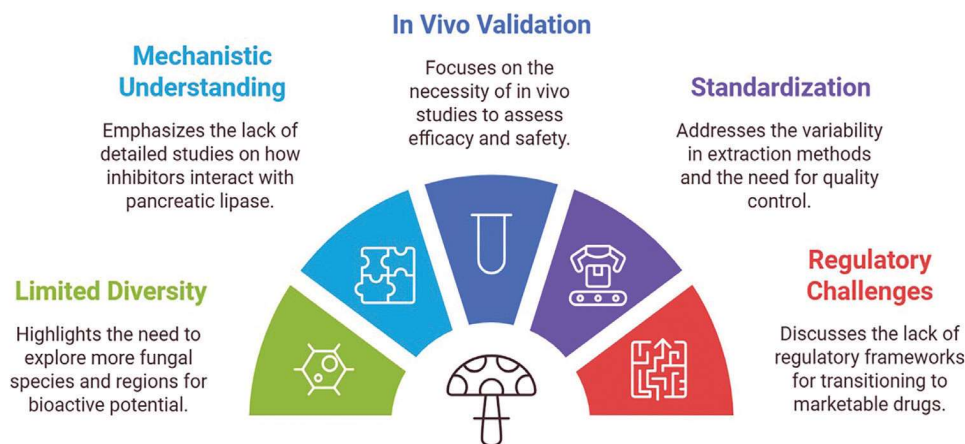 Limited Diversity
Highlights the need to
explore more fungal
species and regions for
bioactive potential.
Mechanistic
Understanding
Emphasizes the lack of
detailed studies on how
inhibitors interact with
pancreatic lipase.
In Vivo Validation
Focuses on the
necessity of in vivo
studies to assess
efficacy and safety.
Standardization
Addresses the variability
in extraction methods
and the need for quality
control.
Regulatory
Challenges
Discusses the lack of
regulatory frameworks
for transitioning to
marketable drugs.